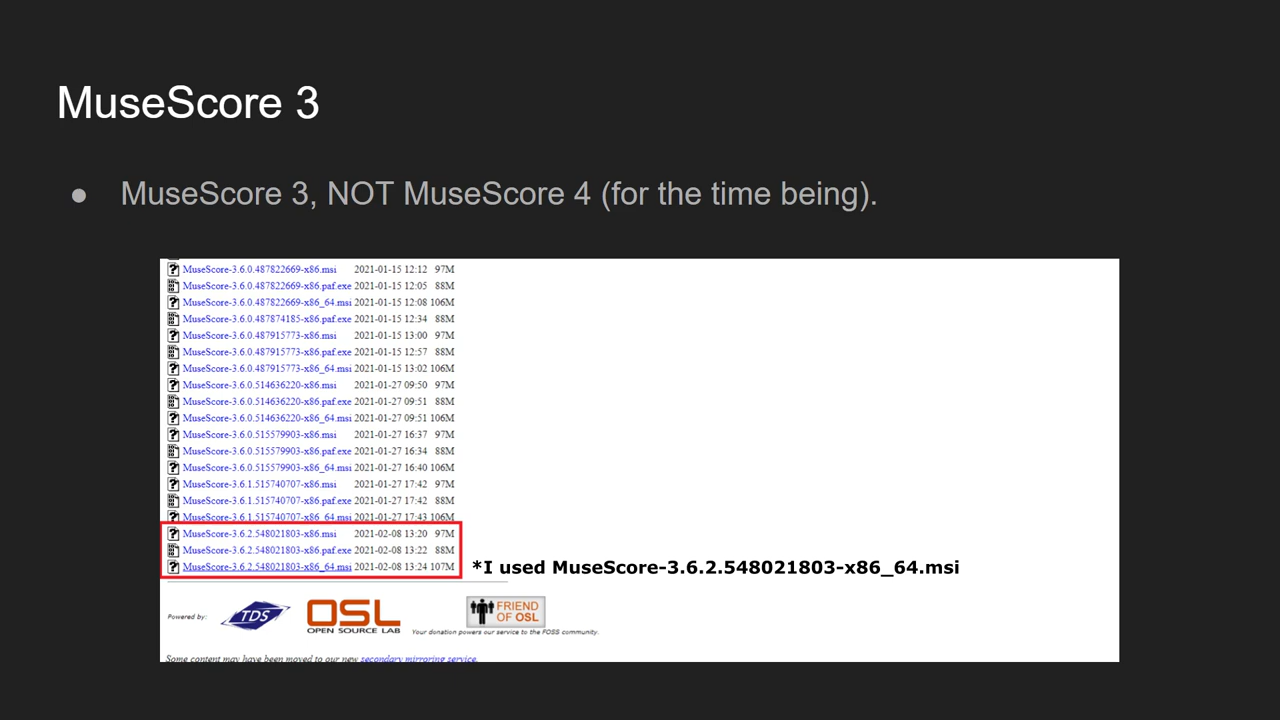 MuseScore 3
● MuseScore 3, NOT MuseScore 4 (for the time being).
MuseScore-3.6.0.487822669-x86.msi 2021-01-15 12:12 97M
MuseScore-3.6.0.487822669-x86.paf.exe 2021-01-15 12:05 88M
MuseScore-3.6.0.487822669-x86_64.msi 2021-01-15 12:08 106M
MuseScore-3.6.0.487874185-x86.paf.exe 2021-01-15 12:34 88M
MuseScore-3.6.0.487915773-x86.msi 2021-01-15 13:00 97M
MuseScore-3.6.0.487915773-x86.paf.exe 2021-01-15 12:57 88M
MuseScore-3.6.0.487915773-x86_64.msi 2021-01-15 13:02 106M
MuseScore-3.6.0.514636220-x86.msi 2021-01-27 09:50 97M
MuseScore-3.6.0.514636220-x86.paf.exe 2021-01-27 09:51 88M
MuseScore-3.6.0.514636220-x86_64.msi 2021-01-27 09:51 106M
MuseScore-3.6.0.515579903-x86.msi 2021-01-27 16:37 97M
MuseScore-3.6.0.515579903-x86.paf.exe 2021-01-27 16:34 88M
MuseScore-3.6.0.515579903-x86_64.msi 2021-01-27 16:40 106M
MuseScore-3.6.1.515740707-x86.msi 2021-01-27 17:42 97M
MuseScore-3.6.1.515740707-x86.paf.exe 2021-01-27 17:42 88M
MuseScore-3.6.1.515740707-x86_64.msi 2021-01-27 17:43 106M
MuseScore-3.6.2.548021803-x86.msi 2021-02-08 13:20 97M
MuseScore-3.6.2.548021803-x86.paf.exe 2021-02-08 13:22 88M
MuseScore-3.6.2.548021803-x86_64.msi 2021-02-08 13:24 107M
*I used MuseScore-3.6.2.548021803-x86_64.msi
Powered by:
TDS
OSL
OPEN SOURCE LAB
FRIEND
OF OSL
Your donation powers our service to the FOSS community.
Some content may have been moved to our new secondary mirroring service.